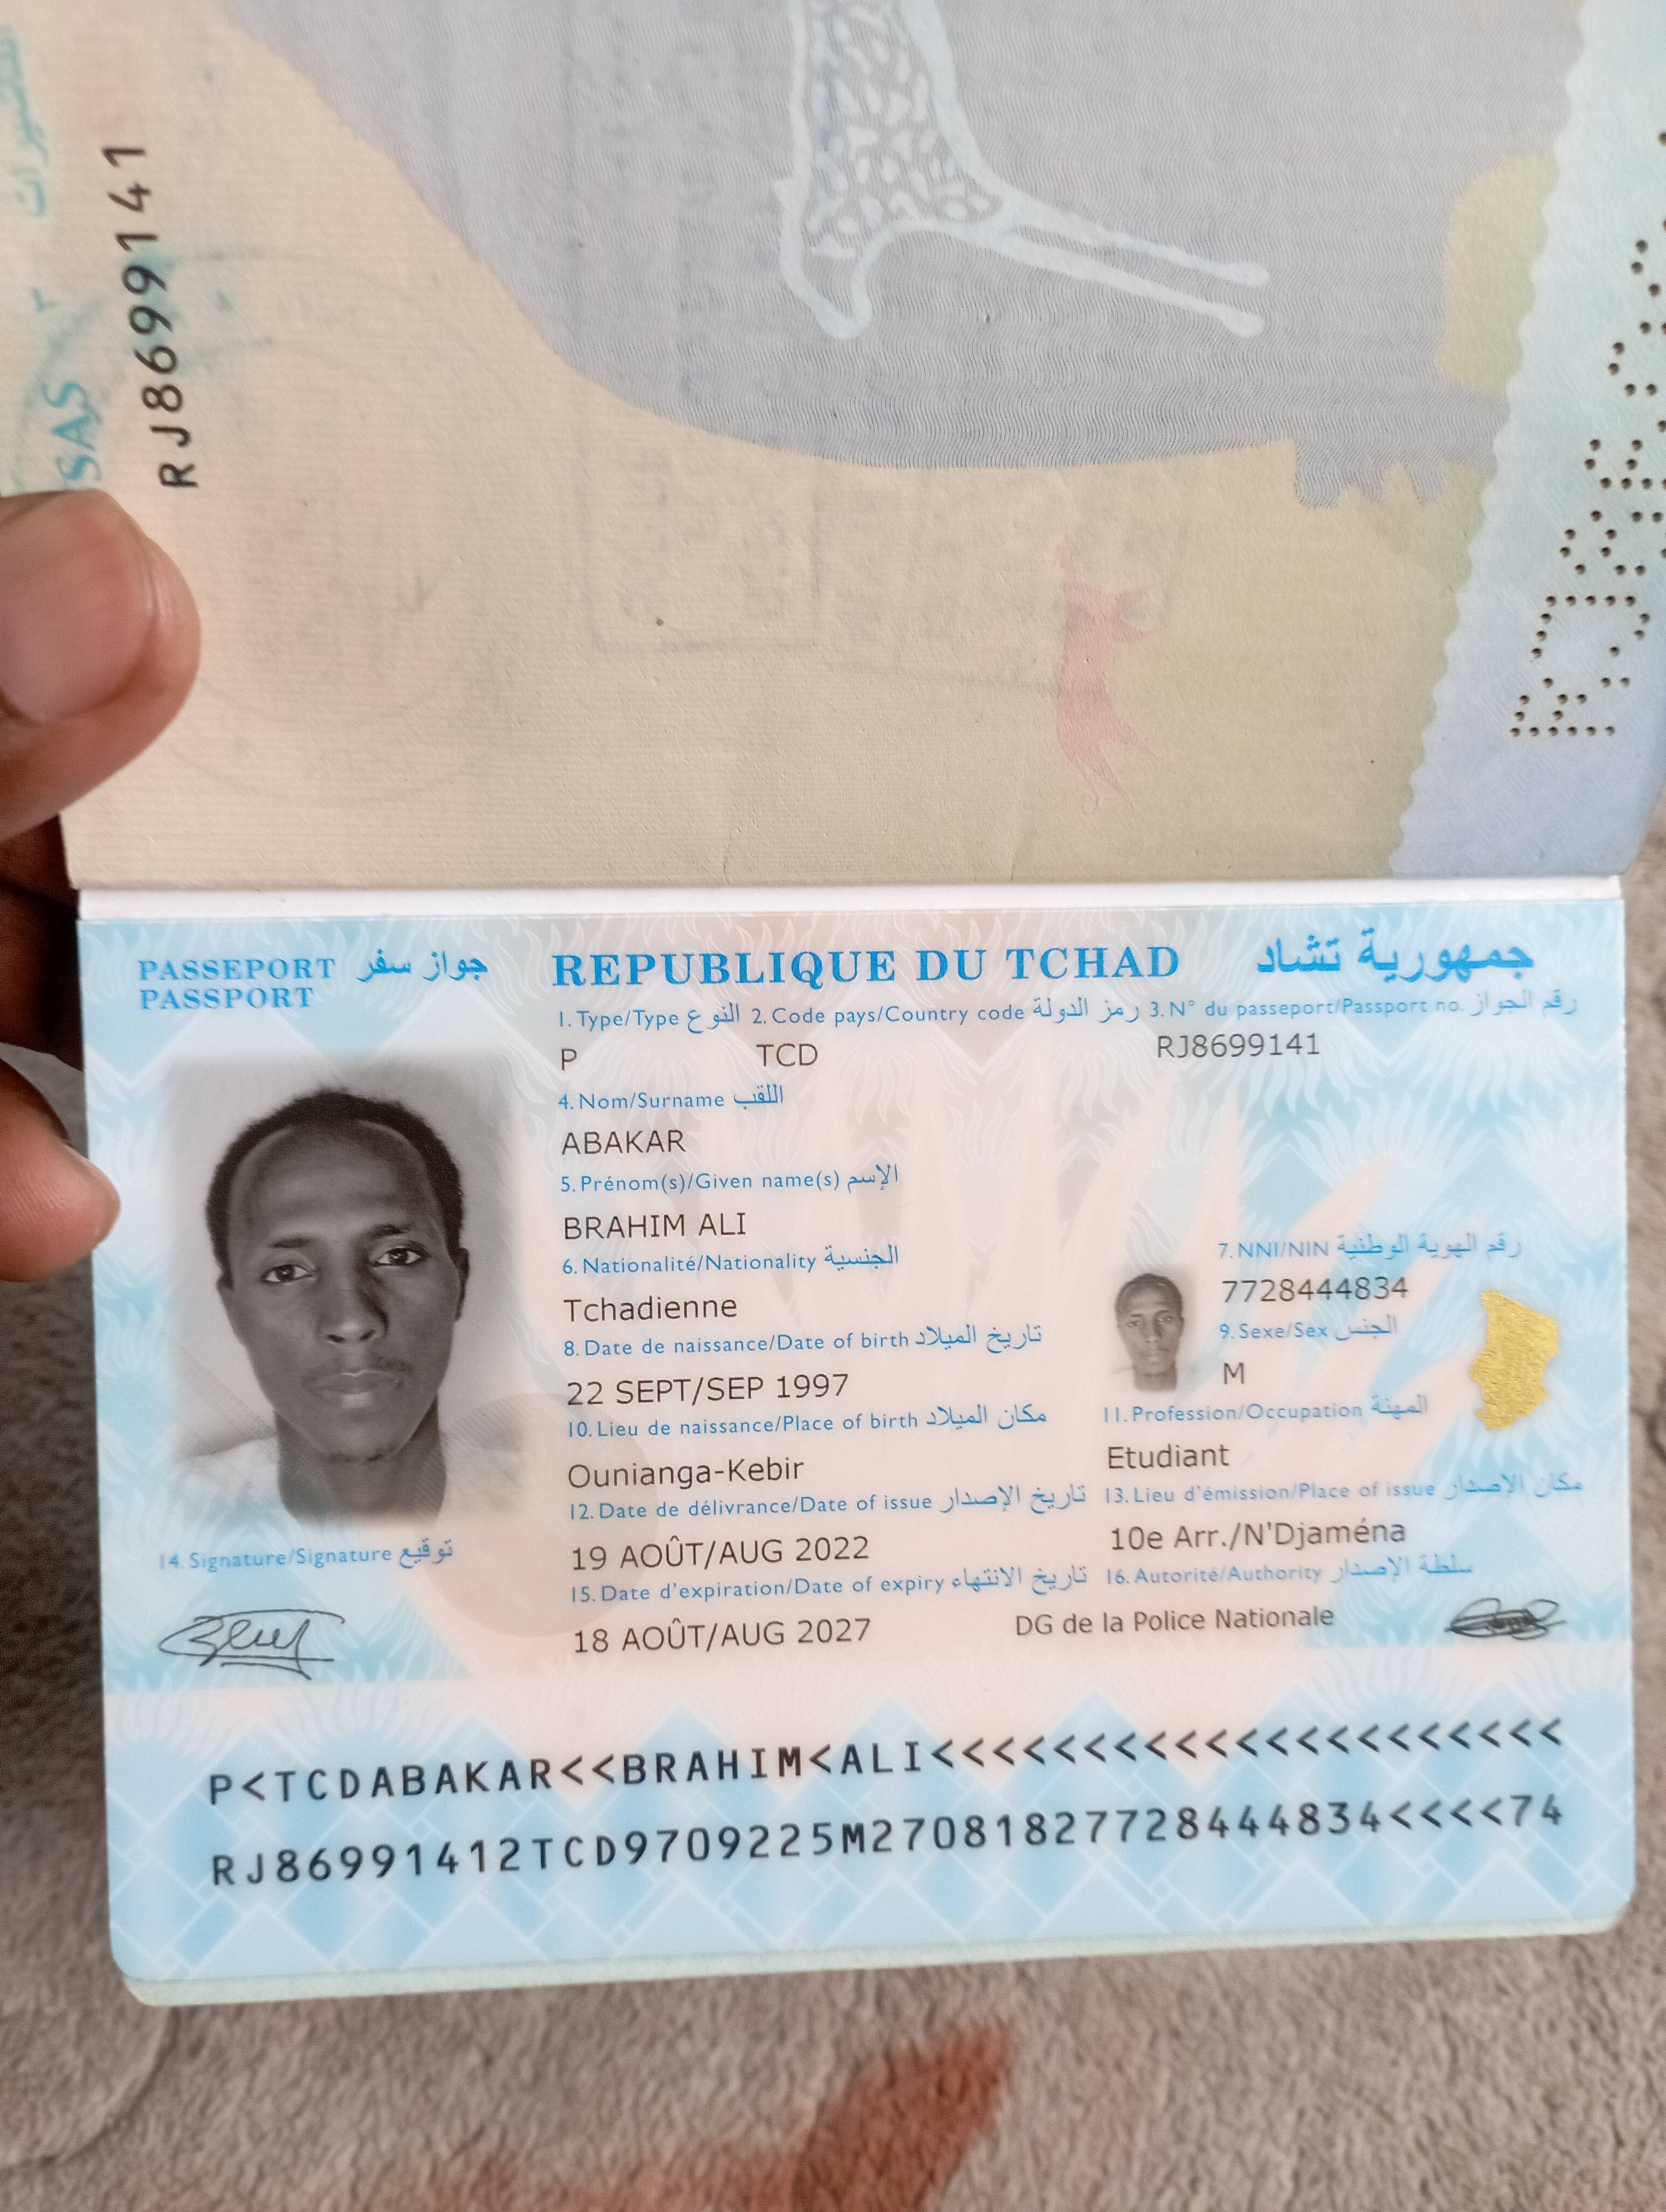 RJ8699141
SAS
PASSEPORT جواز سفر
PASSPORT
REPUBLIQUE DU TCHAD جمهورية تشاد
1. Type/Type النوع 2. Code pays/Country code رمز الدولة 3. N° du passeport/Passport no. رقم الجواز
P TCD RJ8699141
4. Nom/Surname اللقب
ABAKAR
5. Prénom(s)/Given name(s) الإسم
BRAHIM ALI
6. Nationalité/Nationality الجنسية
Tchadienne
7. NNI/NIN رقم الهوية الوطنية
7728444834
8. Date de naissance/Date of birth تاريخ الميلاد
22 SEPT/SEP 1997
9. Sexe/Sex الجنس
M
10. Lieu de naissance/Place of birth مكان الميلاد
Ounianga-Kebir
11. Profession/Occupation المهنة
Etudiant
12. Date de délivrance/Date of issue تاريخ الإصدار
19 AOÛT/AUG 2022
13. Lieu d'émission/Place of issue مكان الاصدار
10e Arr./N'Djaména
14. Signature/Signature توقيع
15. Date d'expiration/Date of expiry تاريخ الانتهاء
18 AOÛT/AUG 2027
16. Autorité/Authority سلطة الإصدار
DG de la Police Nationale
P<TCDABAKAR<<BRAHIM<ALI<<<<<<<<<<<<<<<<<<<<<
RJ86991412TCD9709225M27081827728444834<<<<74